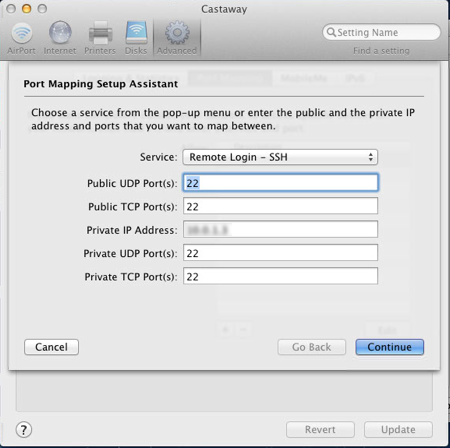 Castaway
AirPort
Internet
Printers
Disks
Advanced
Setting Name
Find a setting
Port Mapping Setup Assistant
Choose a service from the pop-up menu or enter the public and the private IP
address and ports that you want to map between.
Service: Remote Login – SSH
Public UDP Port(s): 22
Public TCP Port(s): 22
Private IP Address:
Private UDP Port(s): 22
Private TCP Port(s): 22
Cancel
Go Back
Continue
?
Revert
Update